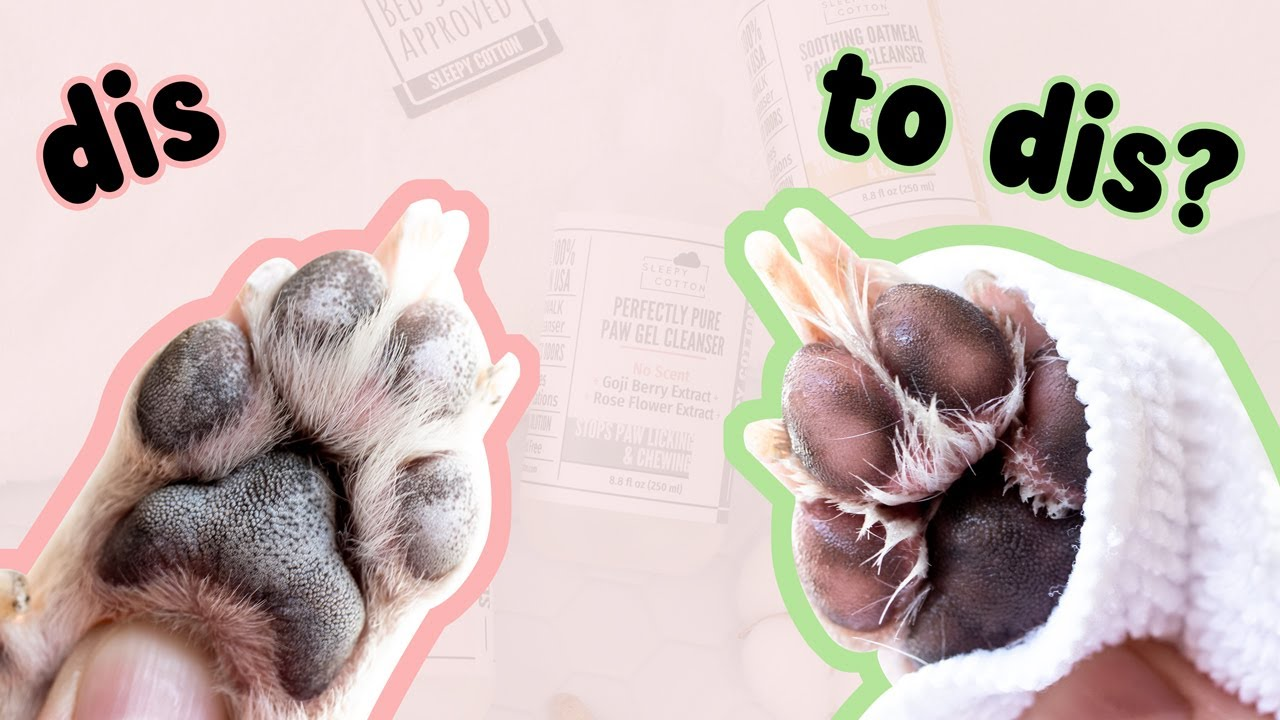 dis
to dis?
BED S
APPROVED
SLEEPY COTTON
SLEEPY
COTTON
SOOTHING OATMEAL
CLEANSER
8.8 fl oz (250 ml)
100%
USA
SLEEPY
COTTON
PERFECTLY PURE
PAW GEL CLEANSER
No Scent
Goji Berry Extract
Rose Flower Extract
STOPS PAW LICKING
& CHEWING
8.8 fl oz (250 ml)